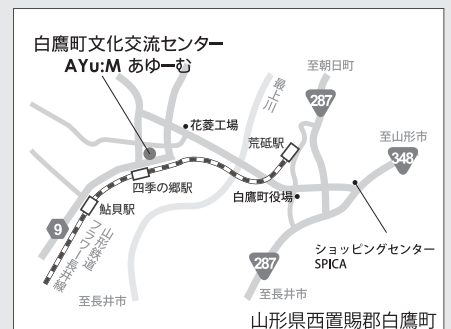 白鷹町文化交流センター
AYu:M あゆーむ
至朝日町
287
最上川
花菱工場
荒砥駅
至山形市
348
四季の郷駅
白鷹町役場
鮎貝駅
9
山形鉄道
フラワー長井線
ショッピングセンター
SPICA
287
至長井市
至長井市
山形県西置賜郡白鷹町